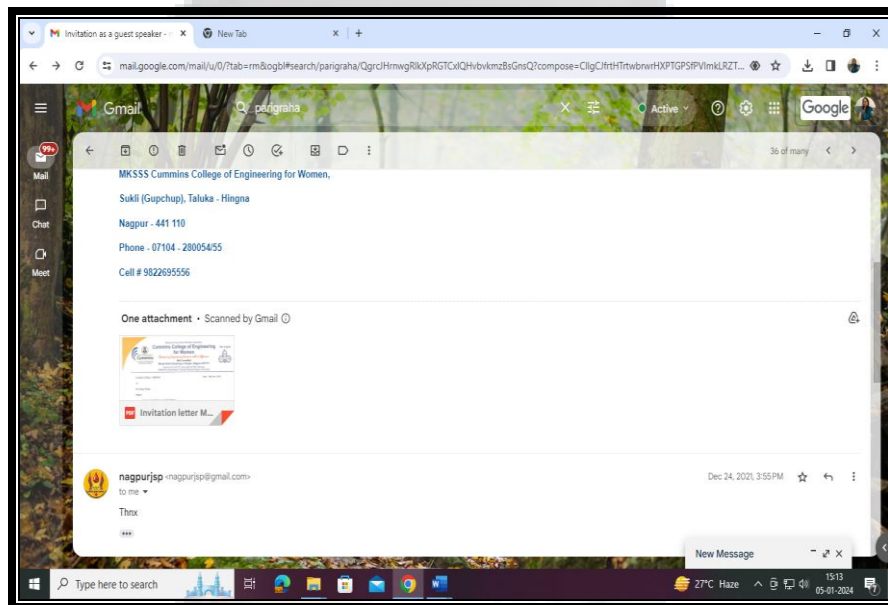 Invitation as a guest speaker -
New Tab
mail.google.com/mail/u/0/?tab=rm&ogbl#search/parigraha/QgrcJHrnwgRlkXpRGTCxlQHvbvkmzBsGnsQ?compose=CllgCJfrtHTrtwbrwrHXPTGPSfPVlmkLRZT...
Gmail
parigraha
Active
Google
99+
36 of many
Mail
Chat
Meet
MKSSS Cummins College of Engineering for Women,
Sukli (Gupchup), Taluka - Hingna
Nagpur - 441 110
Phone - 07104 - 280054/55
Cell # 9822695556
One attachment • Scanned by Gmail
Cummins College of Engineering
for Women
PDF Invitation letter M...
nagpurjsp <nagpurjsp@gmail.com>
Dec 24, 2021, 3:55 PM
to me
Thnx
New Message
Type here to search
27°C Haze
15:13
05-01-2024